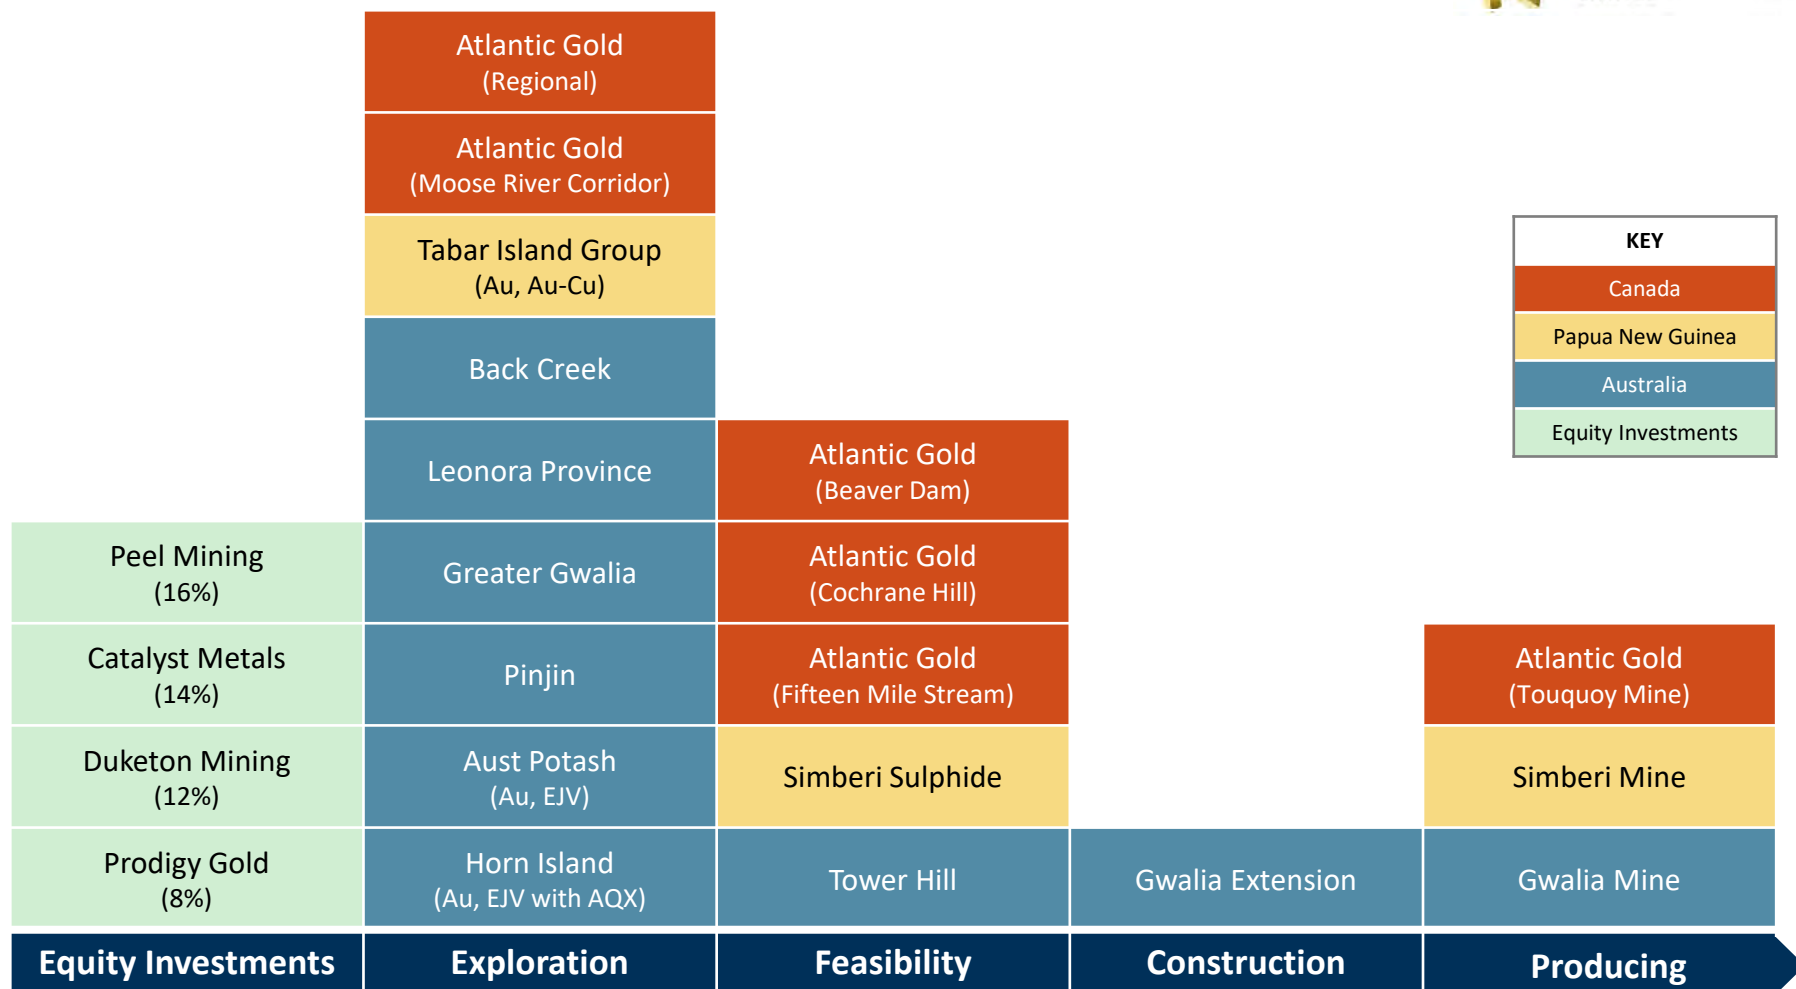 Atlantic Gold
(Regional)
Atlantic Gold
(Moose River Corridor)
Tabar Island Group
(Au, Au-Cu)
Back Creek
Leonora Province
Greater Gwalia
Pinjin
Aust Potash
(Au, EJV)
Horn Island
(Au, EJV with AQX)
Peel Mining
(16%)
Catalyst Metals
(14%)
Duketon Mining
(12%)
Prodigy Gold
(8%)
Atlantic Gold
(Beaver Dam)
Atlantic Gold
(Cochrane Hill)
Atlantic Gold
(Fifteen Mile Stream)
Simberi Sulphide
Tower Hill
Gwalia Extension
Atlantic Gold
(Touquoy Mine)
Simberi Mine
Gwalia Mine
KEY
Canada
Papua New Guinea
Australia
Equity Investments
Equity Investments
Exploration
Feasibility
Construction
Producing